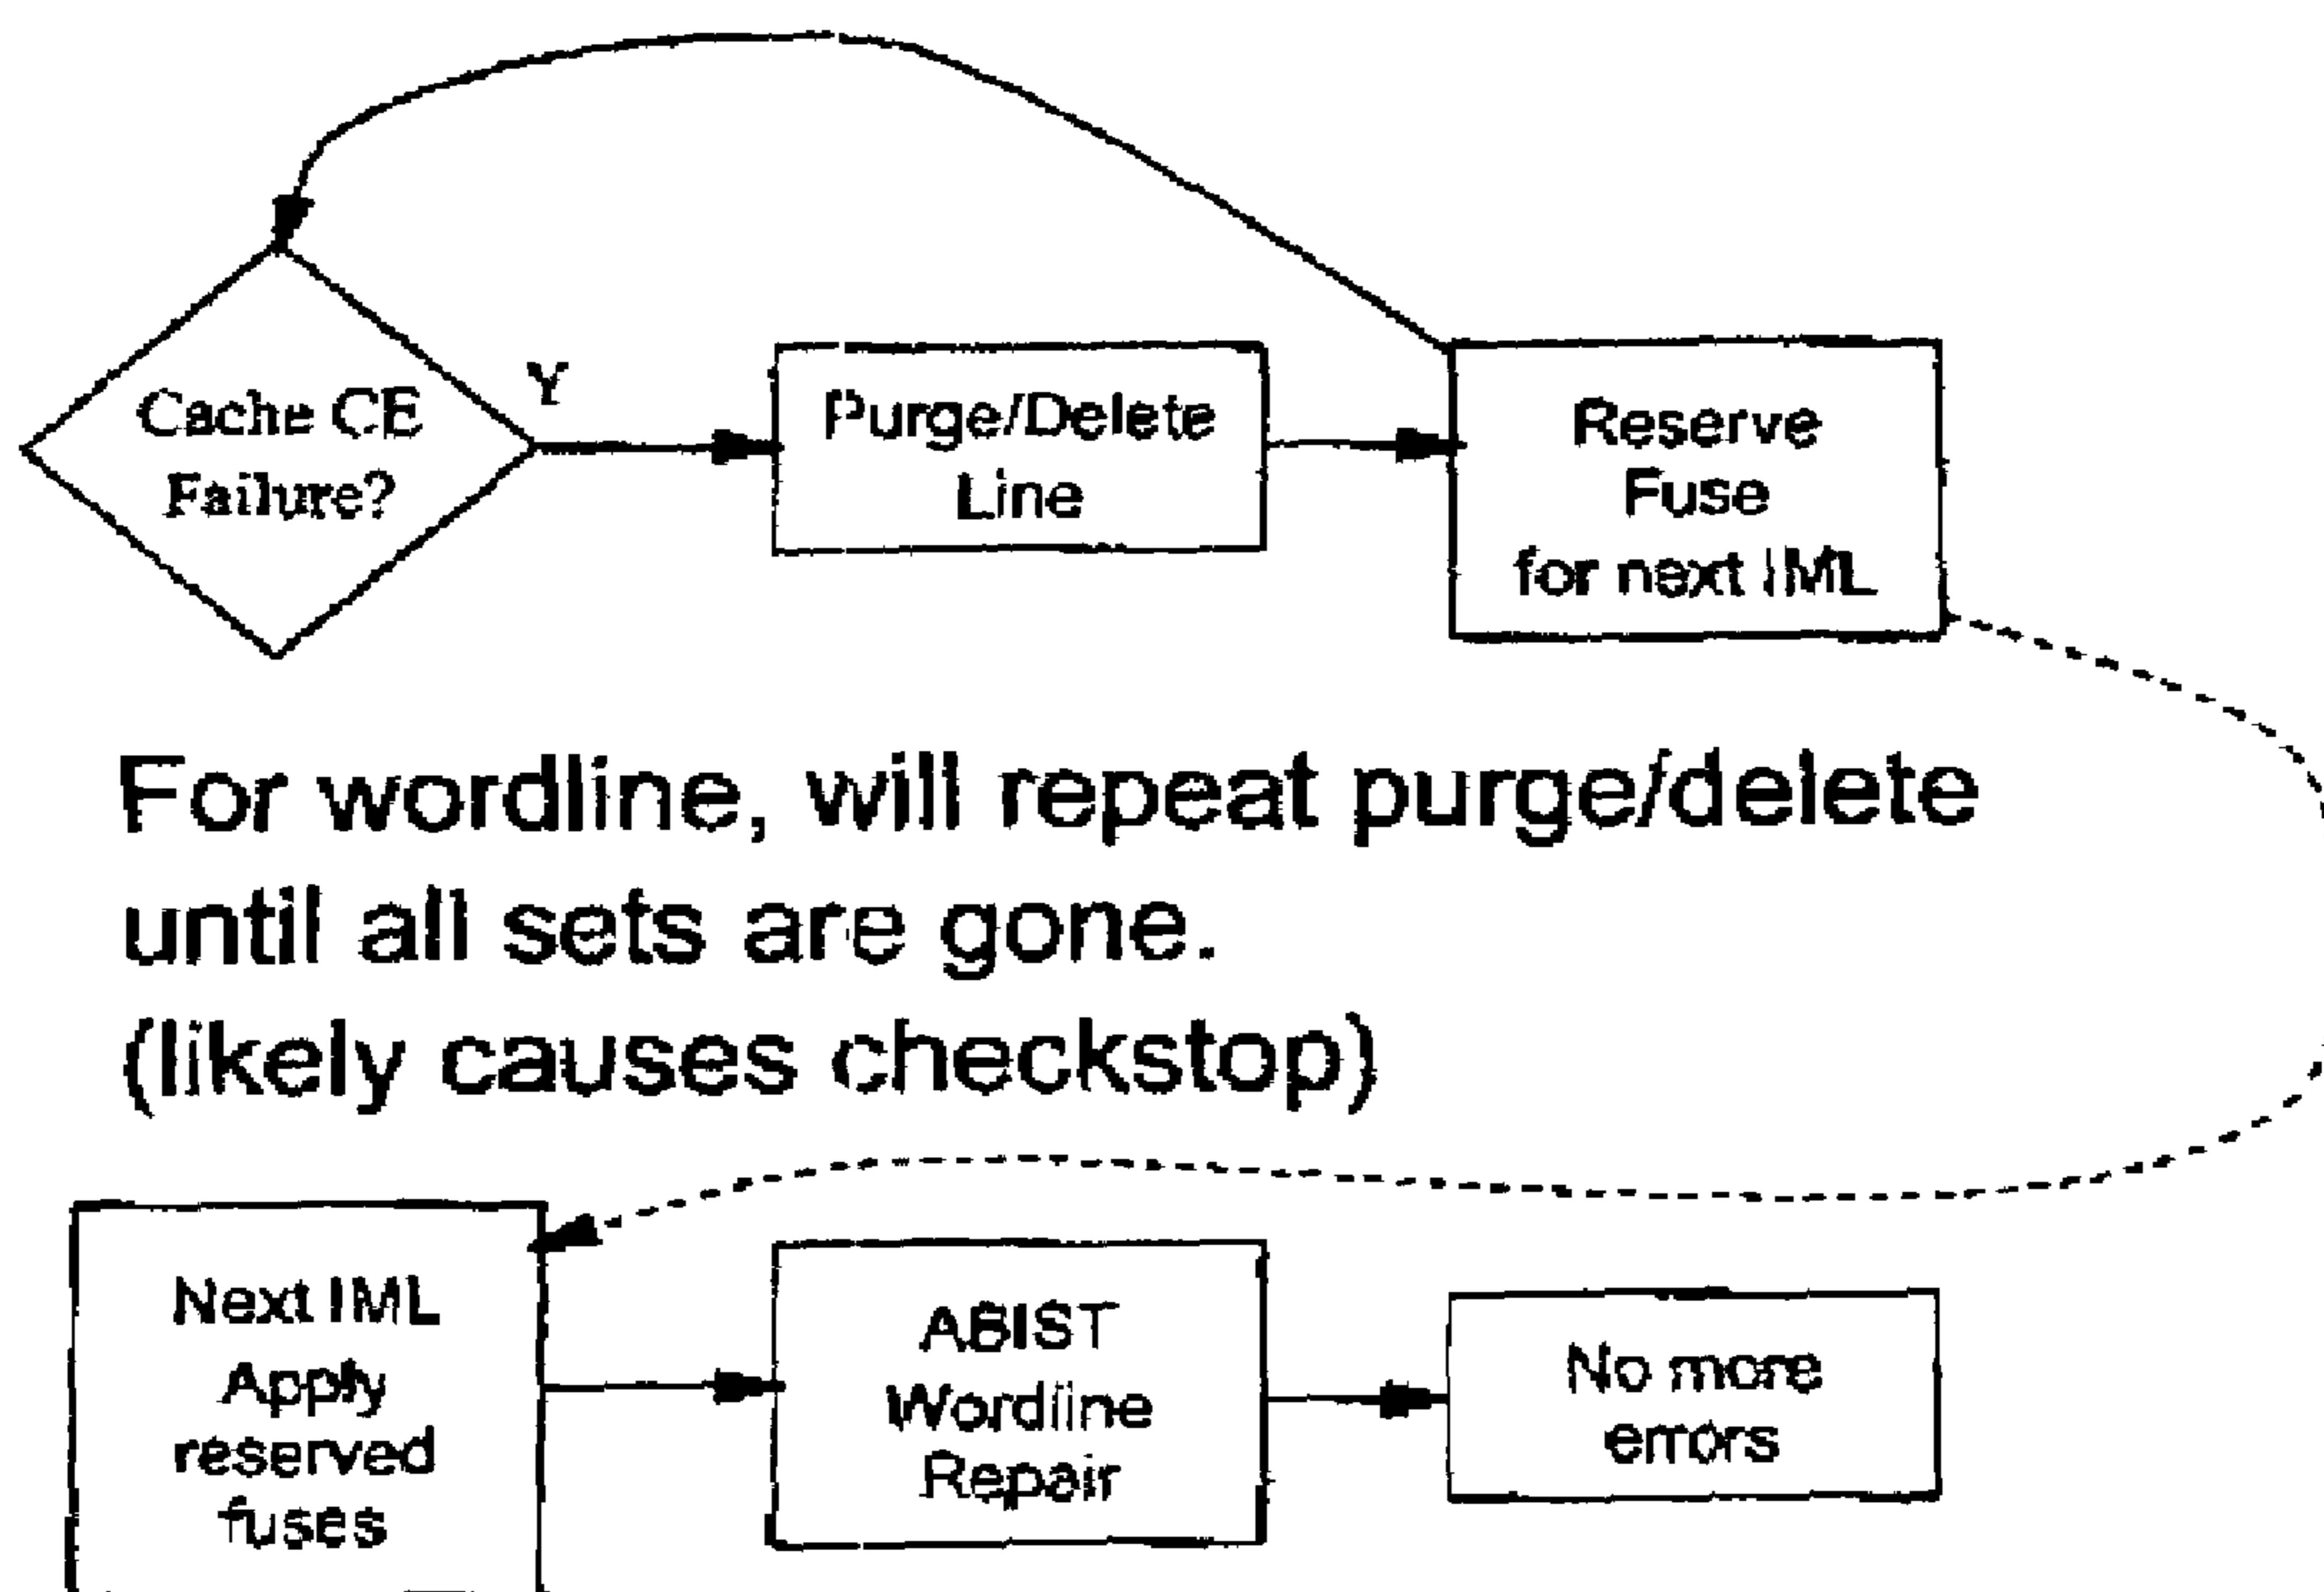 Cache CE
Failure?
Y
Purge/Delete
Line
Reserve
Fuse
for next IML
For wordline, will repeat purge/delete
until all sets are gone.
(likely causes checkstop)
Next IML
Apply
reserved
fuses
ABIST
Wordline
Repair
No more
errors